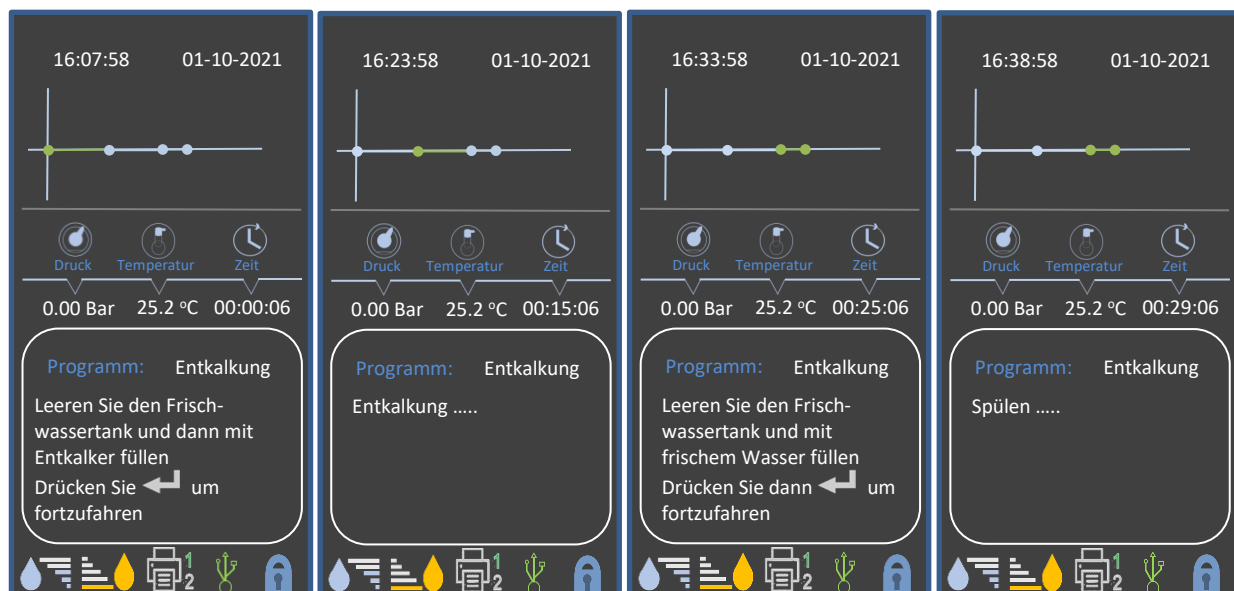 16:07:58 01-10-2021
Druck Temperatur Zeit
0.00 Bar 25.2 °C 00:00:06
Programm: Entkalkung
Leeren Sie den Frisch-
wassertank und dann mit
Entkalker füllen
Drücken Sie um
fortzufahren
1
2
16:23:58 01-10-2021
Druck Temperatur Zeit
0.00 Bar 25.2 °C 00:15:06
Programm: Entkalkung
Entkalkung .....
1
2
16:33:58 01-10-2021
Druck Temperatur Zeit
0.00 Bar 25.2 °C 00:25:06
Programm: Entkalkung
Leeren Sie den Frisch-
wassertank und mit
frischem Wasser füllen
Drücken Sie dann um
fortzufahren
1
2
16:38:58 01-10-2021
Druck Temperatur Zeit
0.00 Bar 25.2 °C 00:29:06
Programm: Entkalkung
Spülen .....
1
2